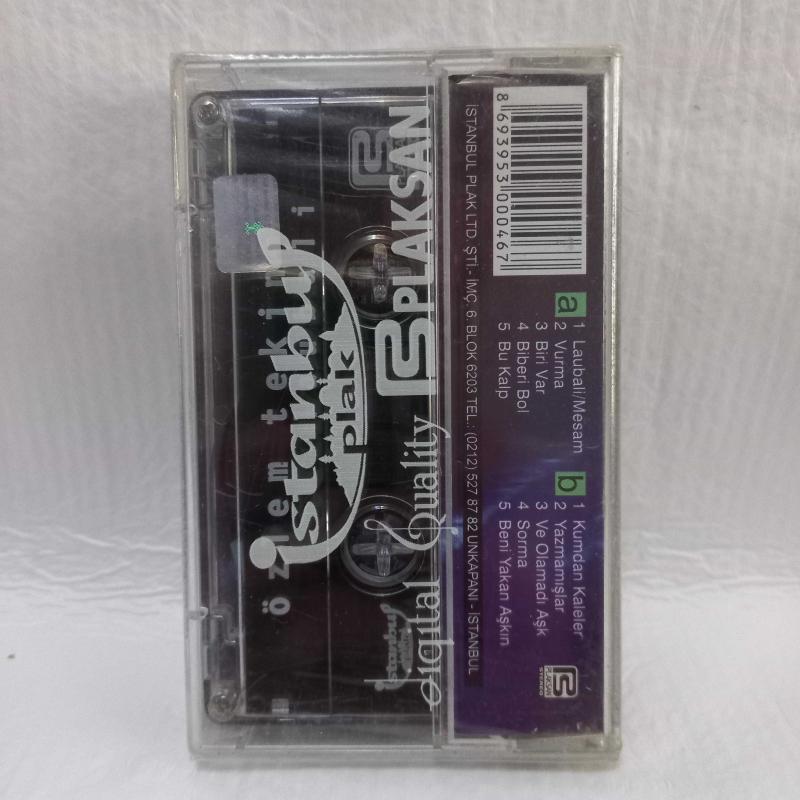 8 693953 000467
a
1 Laubali/Mesam
2 Vurma
3 Biri Var
4 Biberi Bol
5 Bu Kalp
b
1 Kumdan Kaleler
2 Yazmamışlar
3 Ve Olamadı Aşk
4 Sorma
5 Beni Yakan Aşkın
PLAKSAN
STEREO
İSTANBUL PLAK LTD. ŞTİ.- İMÇ. 6. BLOK 6203 TEL.: (0212) 527 87 82 UNKAPANI - İSTANBUL
PLAKSAN
Digital Quality
istanbul
plak
özlem tekin